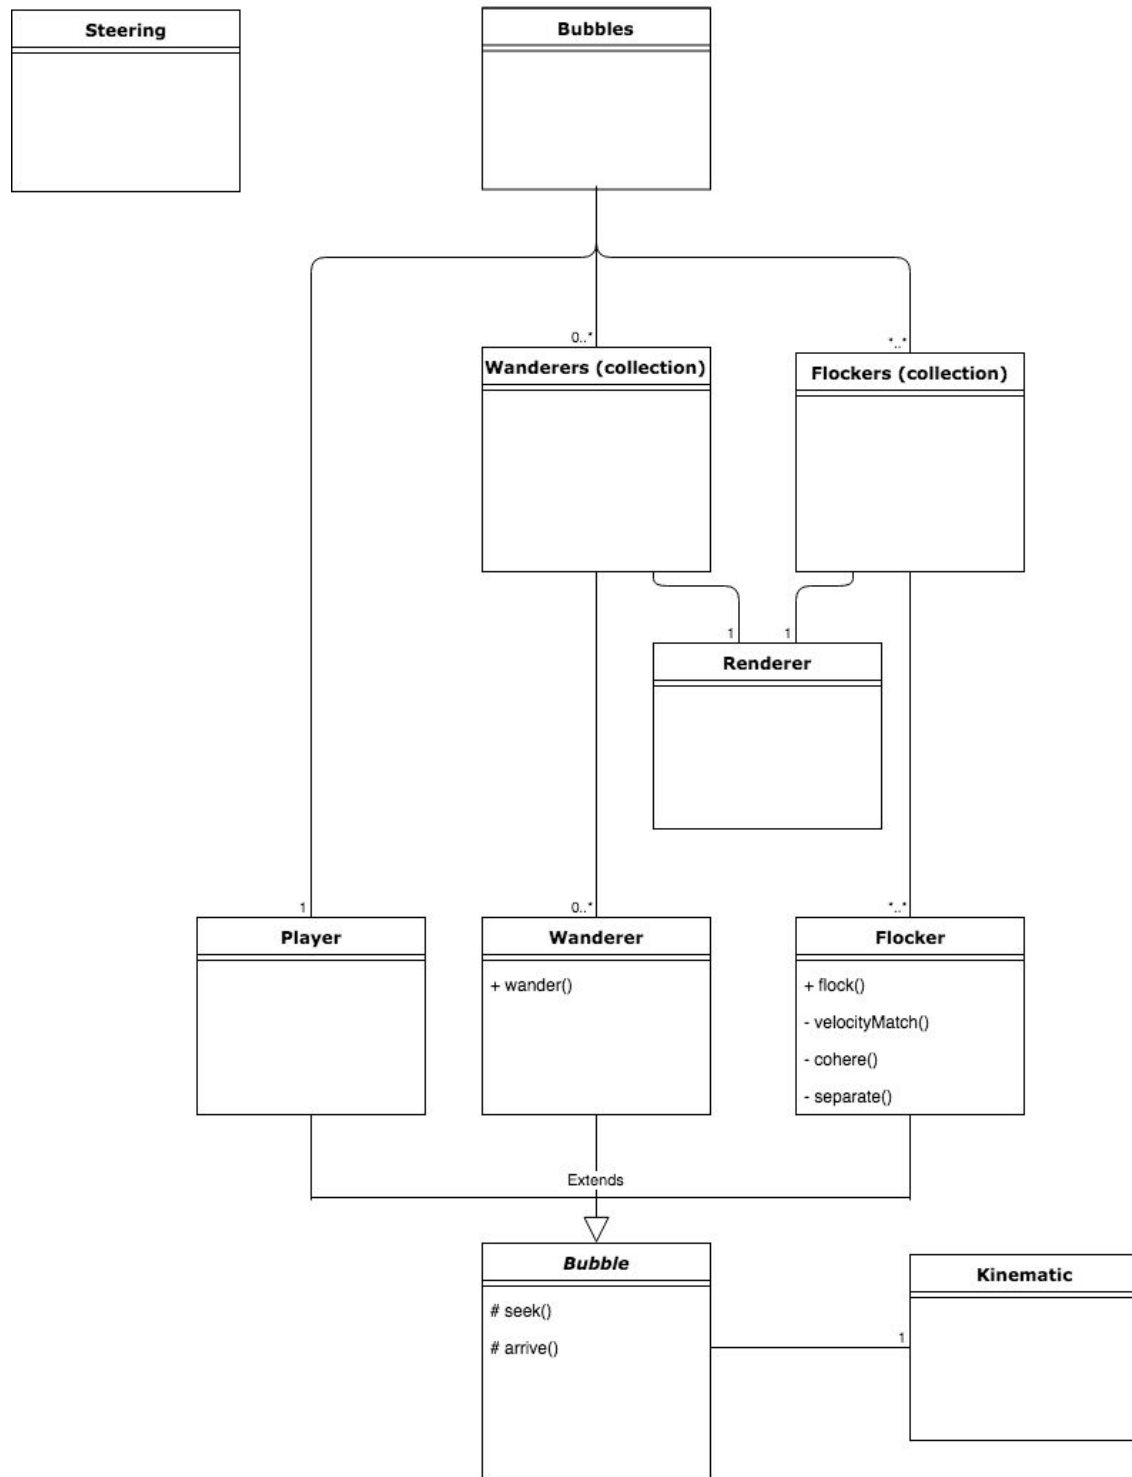 Steering
Bubbles
0..*
*..*
Wanderers (collection)
Flockers (collection)
1
1
Renderer
1
0..*
*..*
Player
Wanderer
Flocker
+ wander()
+ flock()
- velocityMatch()
- cohere()
- separate()
Extends
Bubble
Kinematic
# seek()
# arrive()
1